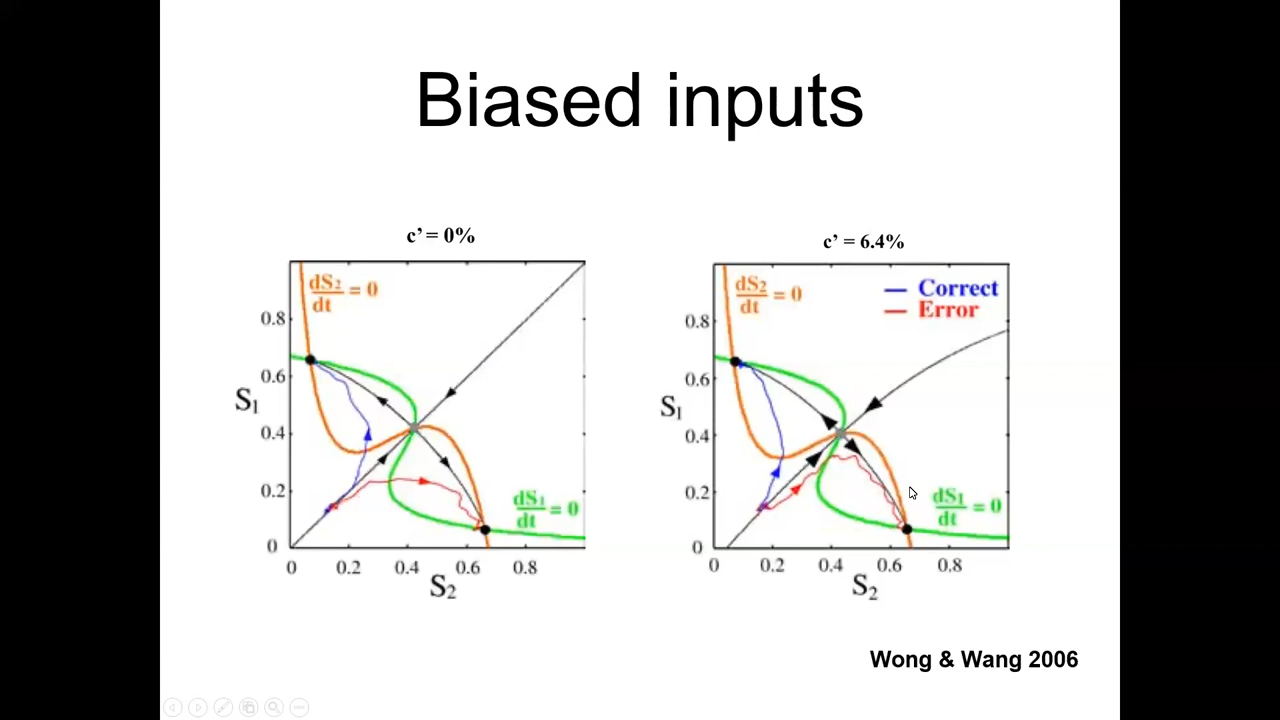 Biased inputs
c' = 0%
dS2/dt = 0
0.8
0.6
S1
0.4
0.2
0
dS1/dt = 0
0 0.2 0.4 0.6 0.8
S2
c' = 6.4%
dS2/dt = 0
Correct
Error
0.8
0.6
S1
0.4
0.2
0
dS1/dt = 0
0 0.2 0.4 0.6 0.8
S2
Wong & Wang 2006